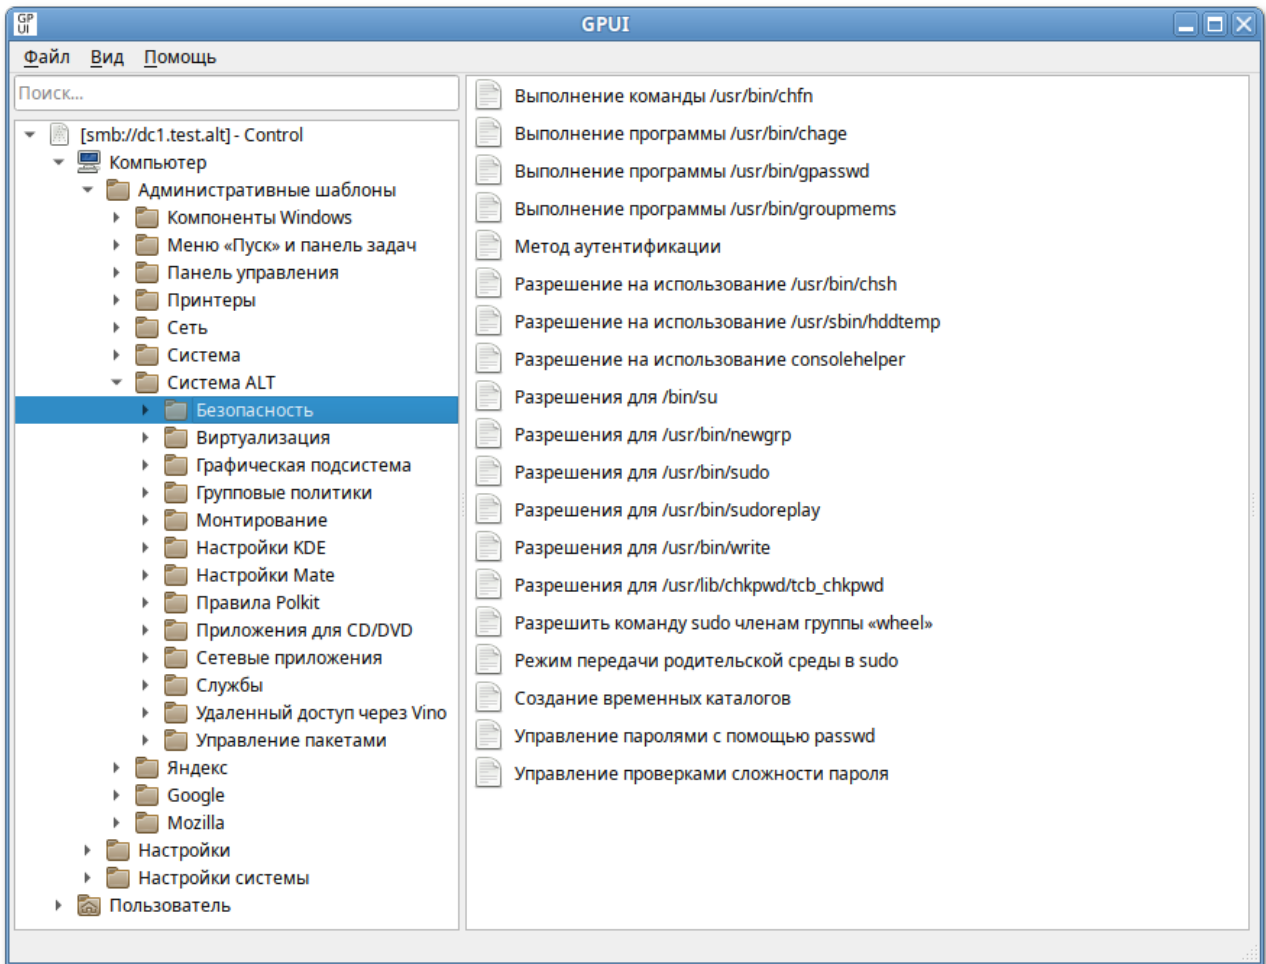 GP
UI
GPUI
Файл Вид Помощь
Поиск...
[smb://dc1.test.alt] - Control
Компьютер
Административные шаблоны
Компоненты Windows
Меню «Пуск» и панель задач
Панель управления
Принтеры
Сеть
Система
Система ALT
Безопасность
Виртуализация
Графическая подсистема
Групповые политики
Монтирование
Настройки KDE
Настройки Mate
Правила Polkit
Приложения для CD/DVD
Сетевые приложения
Службы
Удаленный доступ через Vino
Управление пакетами
Яндекс
Google
Mozilla
Настройки
Настройки системы
Пользователь
Выполнение команды /usr/bin/chfn
Выполнение программы /usr/bin/chage
Выполнение программы /usr/bin/gpasswd
Выполнение программы /usr/bin/groupmems
Метод аутентификации
Разрешение на использование /usr/bin/chsh
Разрешение на использование /usr/sbin/hddtemp
Разрешение на использование consolehelper
Разрешения для /bin/su
Разрешения для /usr/bin/newgrp
Разрешения для /usr/bin/sudo
Разрешения для /usr/bin/sudoreplay
Разрешения для /usr/bin/write
Разрешения для /usr/lib/chkpwd/tcb_chkpwd
Разрешить команду sudo членам группы «wheel»
Режим передачи родительской среды в sudo
Создание временных каталогов
Управление паролями с помощью passwd
Управление проверками сложности пароля